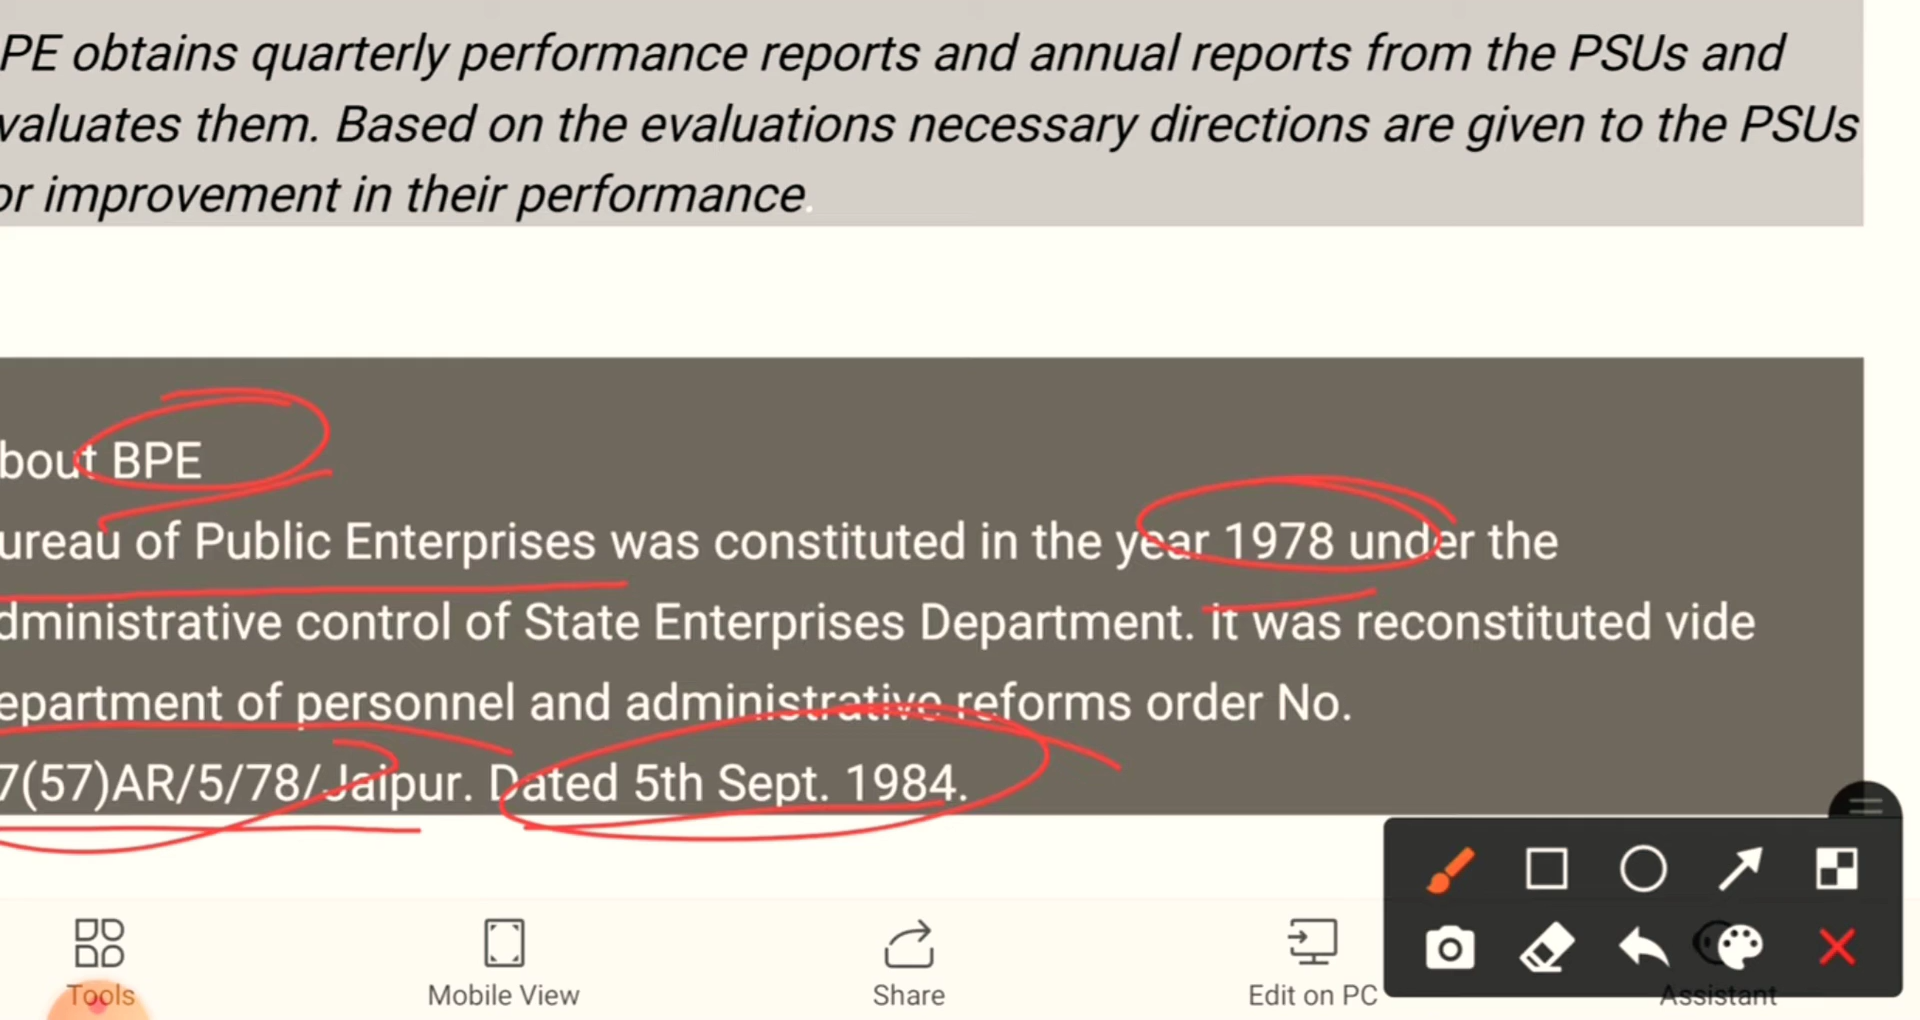 PE obtains quarterly performance reports and annual reports from the PSUs and
valuates them. Based on the evaluations necessary directions are given to the PSUs
or improvement in their performance.
bout BPE
ureau of Public Enterprises was constituted in the year 1978 under the
dministrative control of State Enterprises Department. it was reconstituted vide
epartment of personnel and administrative reforms order No.
7(57)AR/5/78/Jaipur. Dated 5th Sept. 1984.
Tools
Mobile View
Share
Edit on PC
Assistant